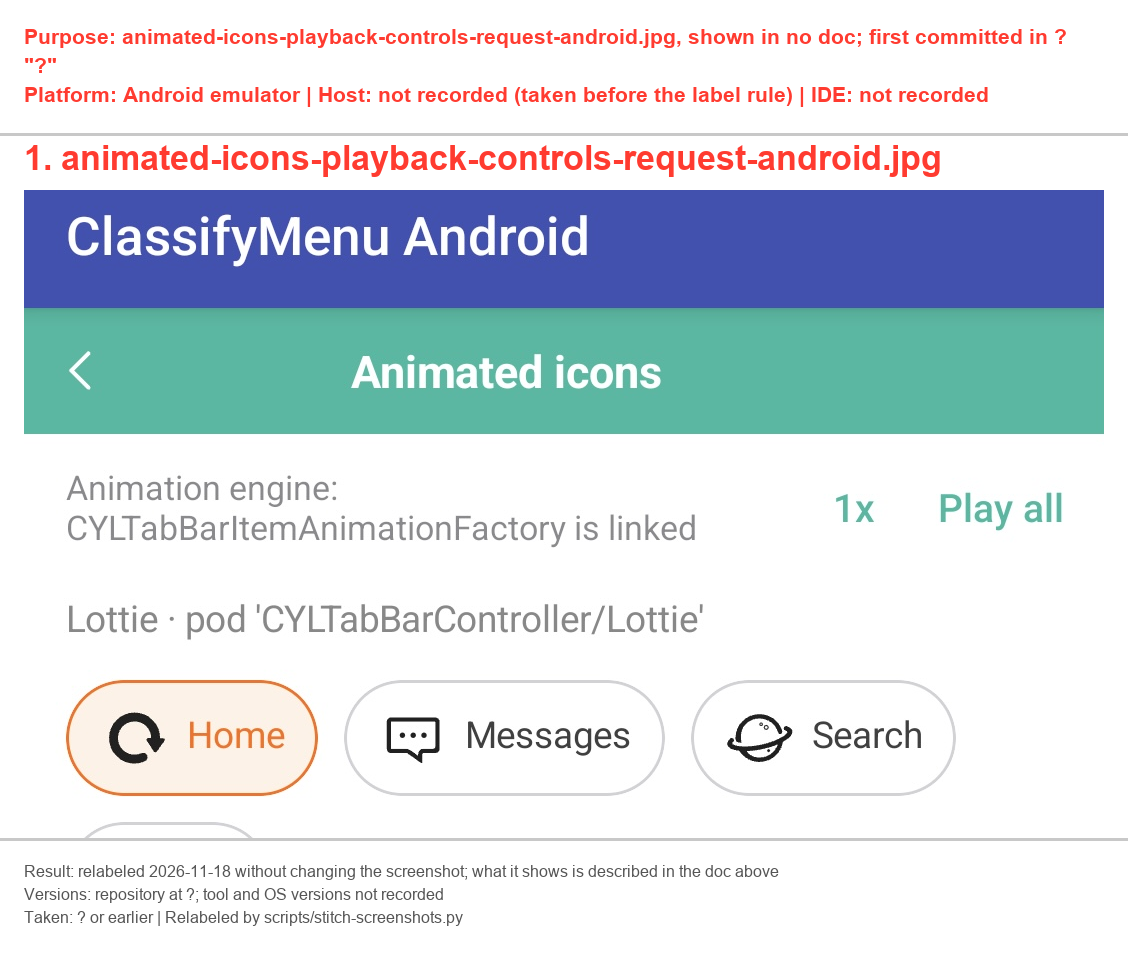 Purpose: animated-icons-playback-controls-request-android.jpg, shown in no doc; first committed in ?
"?"
Platform: Android emulator | Host: not recorded (taken before the label rule) | IDE: not recorded
1. animated-icons-playback-controls-request-android.jpg
ClassifyMenu Android
Animated icons
Animation engine:
CYLTabBarItemAnimationFactory is linked
1x Play all
Lottie · pod 'CYLTabBarController/Lottie'
Home Messages Search
Result: relabeled 2026-11-18 without changing the screenshot; what it shows is described in the doc above
Versions: repository at ?; tool and OS versions not recorded
Taken: ? or earlier | Relabeled by scripts/stitch-screenshots.py